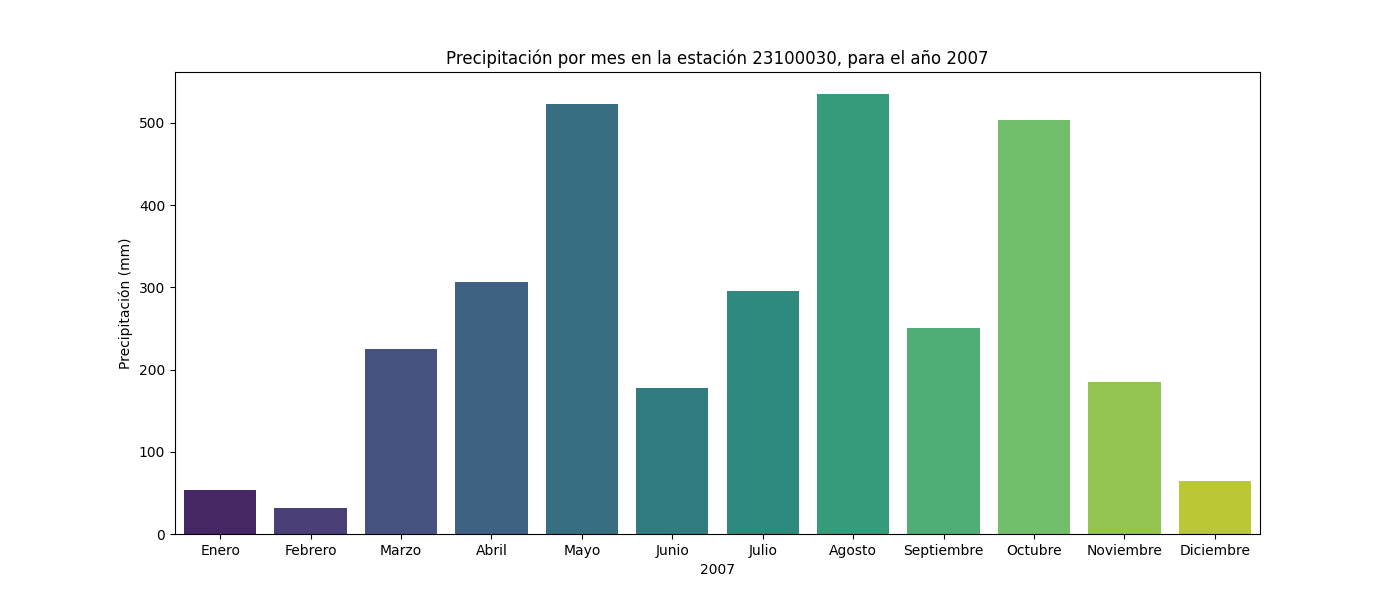 Precipitación por mes en la estación 23100030, para el año 2007
Precipitación (mm)
500
400
300
200
100
0
Enero Febrero Marzo Abril Mayo Junio Julio Agosto Septiembre Octubre Noviembre Diciembre
2007